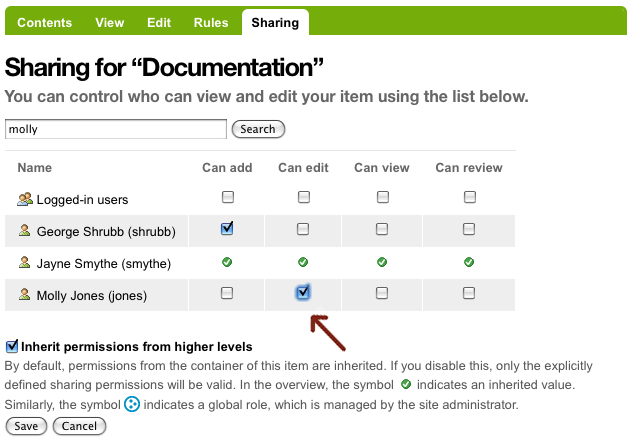 Contents View Edit Rules Sharing
Sharing for “Documentation”
You can control who can view and edit your item using the list below.
molly Search
Name Can add Can edit Can view Can review
Logged-in users
George Shrubb (shrubb)
Jayne Smythe (smythe)
Molly Jones (jones)
Inherit permissions from higher levels
By default, permissions from the container of this item are inherited. If you disable this, only the explicitly
defined sharing permissions will be valid. In the overview, the symbol indicates an inherited value.
Similarly, the symbol indicates a global role, which is managed by the site administrator.
Save Cancel